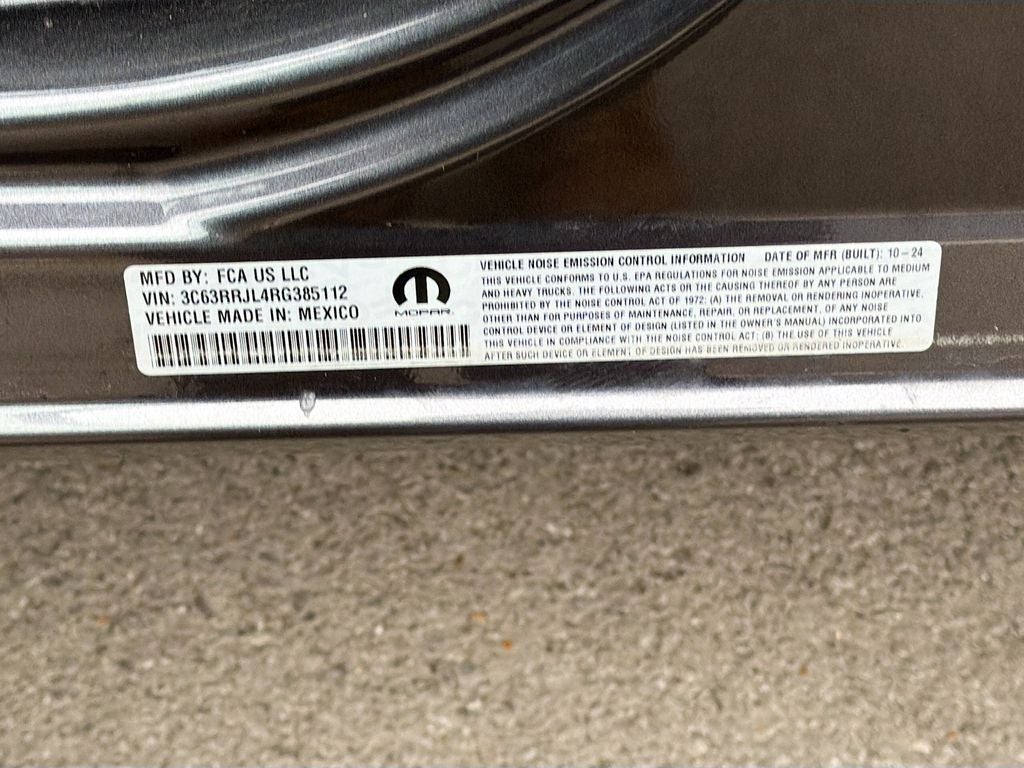 MFD BY: FCA US LLC
VIN: 3C63RRJL4RG385112
VEHICLE MADE IN: MEXICO
MOPAR
VEHICLE NOISE EMISSION CONTROL INFORMATION DATE OF MFR (BUILT): 10-24
THIS VEHICLE CONFORMS TO U.S. EPA REGULATIONS FOR NOISE EMISSION APPLICABLE TO MEDIUM
AND HEAVY TRUCKS. THE FOLLOWING ACTS OR THE CAUSING THEREOF BY ANY PERSON ARE
PROHIBITED BY THE NOISE CONTROL ACT OF 1972: (A) THE REMOVAL OR RENDERING INOPERATIVE,
OTHER THAN FOR PURPOSES OF MAINTENANCE, REPAIR, OR REPLACEMENT, OF ANY NOISE
CONTROL DEVICE OR ELEMENT OF DESIGN (LISTED IN THE OWNER'S MANUAL) INCORPORATED INTO
THIS VEHICLE IN COMPLIANCE WITH THE NOISE CONTROL ACT: (B) THE USE OF THIS VEHICLE
AFTER SUCH DEVICE OR ELEMENT OF DESIGN HAS BEEN REMOVED OR RENDERED INOPERATIVE.